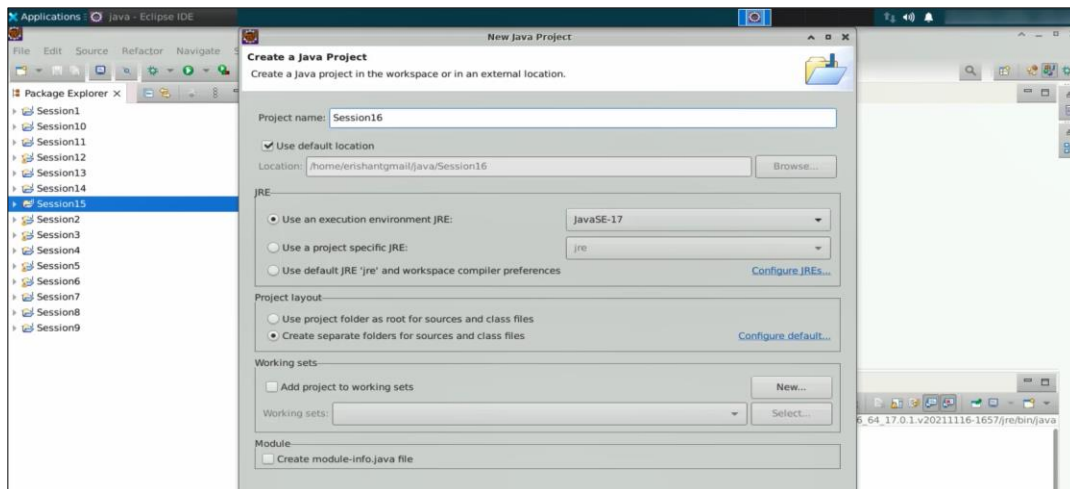 Applications : java - Eclipse IDE
New Java Project
File Edit Source Refactor Navigate
Create a Java Project
Create a Java project in the workspace or in an external location.
Package Explorer
Session1
Session10
Session11
Session12
Session13
Session14
Session15
Session2
Session3
Session4
Session5
Session6
Session7
Session8
Session9
Project name: Session16
Use default location
Location: /home/erishantgmail/java/Session16 Browse...
JRE
Use an execution environment JRE: JavaSE-17
Use a project specific JRE: jre
Use default JRE 'jre' and workspace compiler preferences Configure JREs...
Project layout
Use project folder as root for sources and class files
Create separate folders for sources and class files Configure default...
Working sets
Add project to working sets New...
Working sets: Select...
Module
Create module-info.java file
6_64_17.0.1.v20211116-1657/jre/bin/java